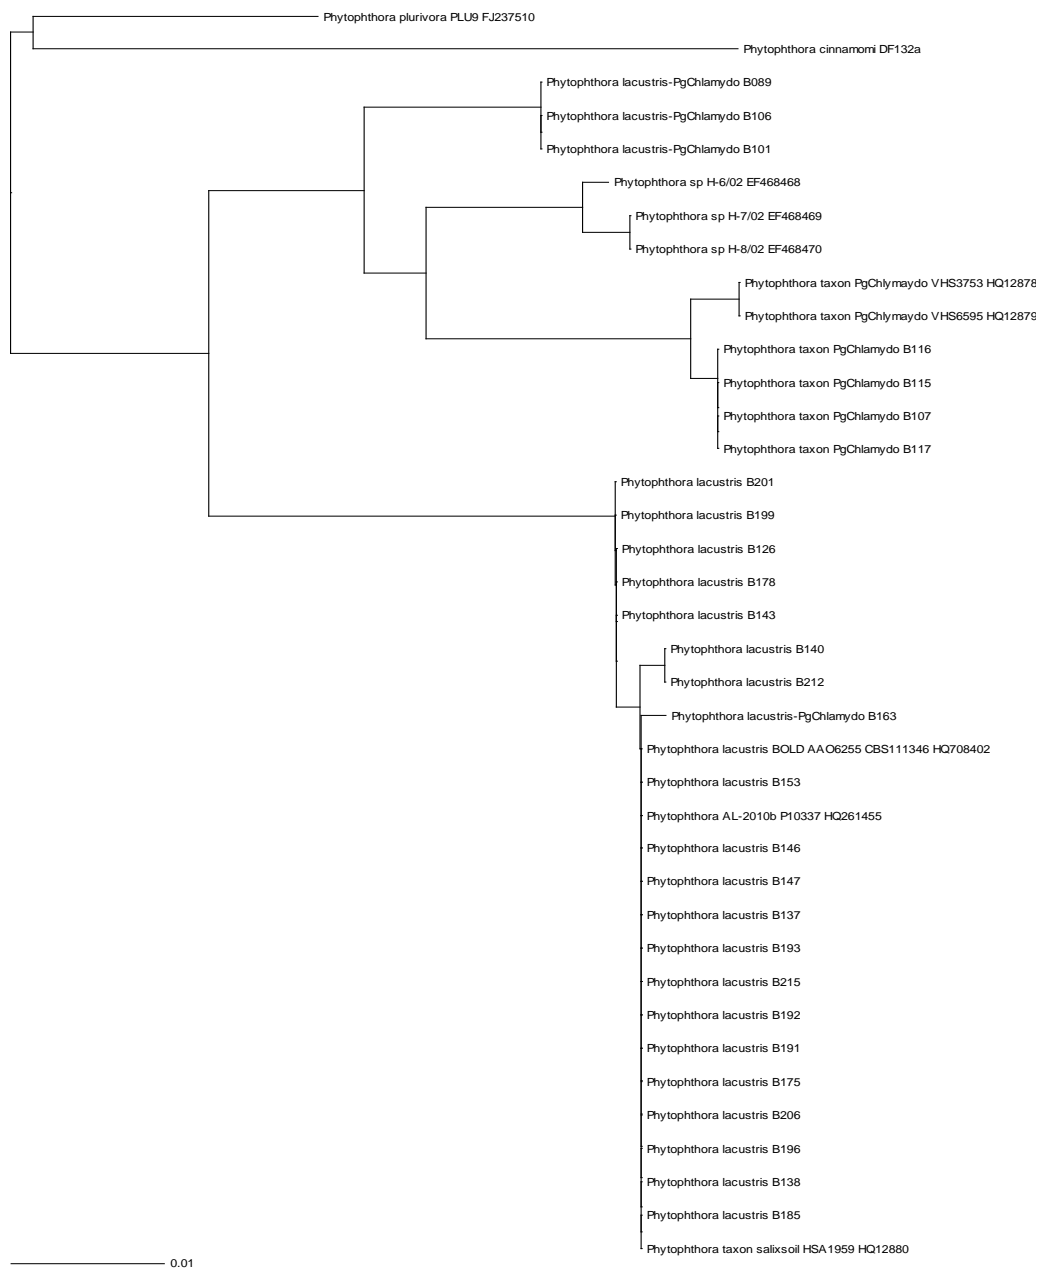 Phytophthora plurivora PLU9 FJ237510
Phytophthora cinnamomi DF132a
Phytophthora lacustris-PgChlamydo B089
Phytophthora lacustris-PgChlamydo B106
Phytophthora lacustris-PgChlamydo B101
Phytophthora sp H-6/02 EF468468
Phytophthora sp H-7/02 EF468469
Phytophthora sp H-8/02 EF468470
Phytophthora taxon PgChlymaydo VHS3753 HQ12878
Phytophthora taxon PgChlymaydo VHS6595 HQ12879
Phytophthora taxon PgChlamydo B116
Phytophthora taxon PgChlamydo B115
Phytophthora taxon PgChlamydo B107
Phytophthora taxon PgChlamydo B117
Phytophthora lacustris B201
Phytophthora lacustris B199
Phytophthora lacustris B126
Phytophthora lacustris B178
Phytophthora lacustris B143
Phytophthora lacustris B140
Phytophthora lacustris B212
Phytophthora lacustris-PgChlamydo B163
Phytophthora lacustris BOLD AAO6255 CBS111346 HQ708402
Phytophthora lacustris B153
Phytophthora AL-2010b P10337 HQ261455
Phytophthora lacustris B146
Phytophthora lacustris B147
Phytophthora lacustris B137
Phytophthora lacustris B193
Phytophthora lacustris B215
Phytophthora lacustris B192
Phytophthora lacustris B191
Phytophthora lacustris B175
Phytophthora lacustris B206
Phytophthora lacustris B196
Phytophthora lacustris B138
Phytophthora lacustris B185
Phytophthora taxon salixsoil HSA1959 HQ12880
0.01